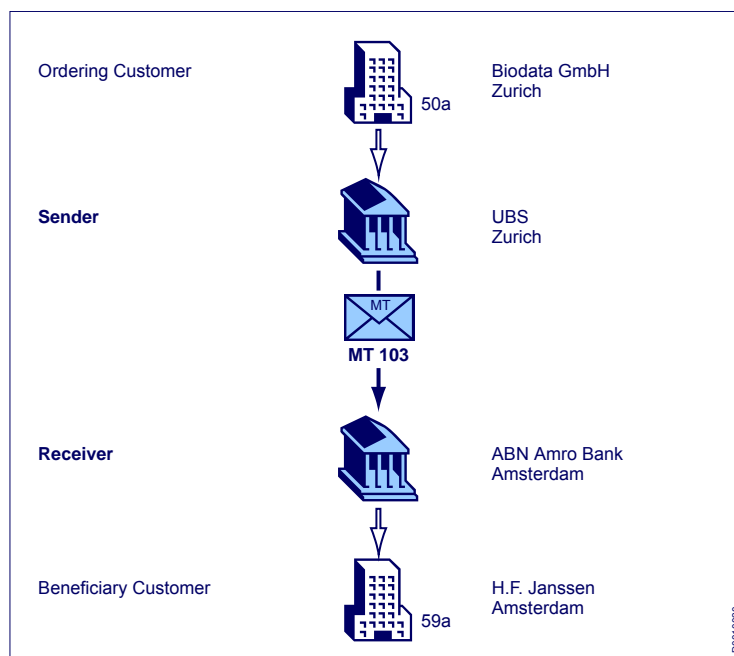 Ordering Customer
50a
Biodata GmbH
Zurich
Sender
UBS
Zurich
MT
MT 103
Receiver
ABN Amro Bank
Amsterdam
Beneficiary Customer
59a
H.F. Janssen
Amsterdam